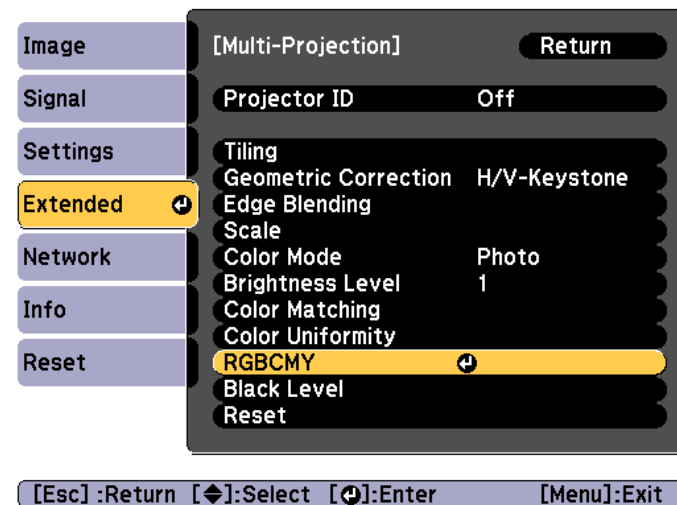 Image
Signal
Settings
Extended
Network
Info
Reset
[Multi-Projection] Return
Projector ID Off
Tiling
Geometric Correction H/V-Keystone
Edge Blending
Scale
Color Mode Photo
Brightness Level 1
Color Matching
Color Uniformity
RGBCMY
Black Level
Reset
[Esc] :Return [◆]:Select [⏎]:Enter [Menu]:Exit